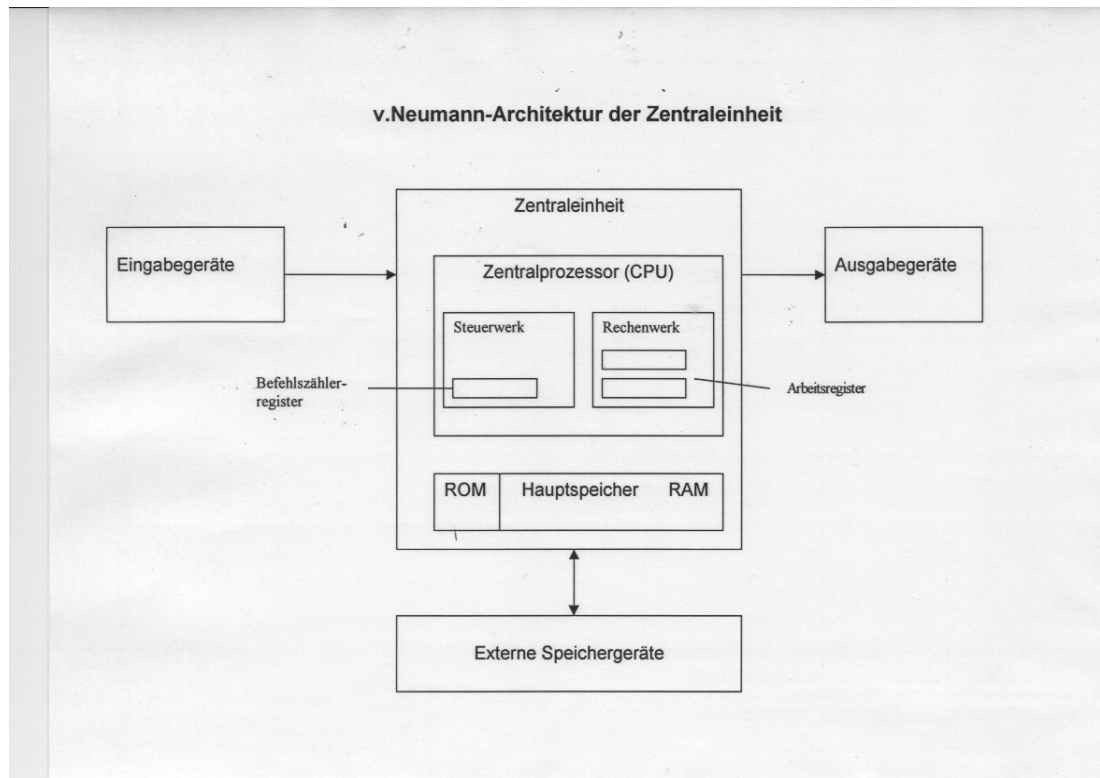 v.Neumann-Architektur der Zentraleinheit
Zentraleinheit
Eingabegeräte
Ausgabegeräte
Zentralprozessor (CPU)
Steuerwerk
Rechenwerk
Befehlszähler-
register
Arbeitsregister
ROM Hauptspeicher RAM
Externe Speichergeräte